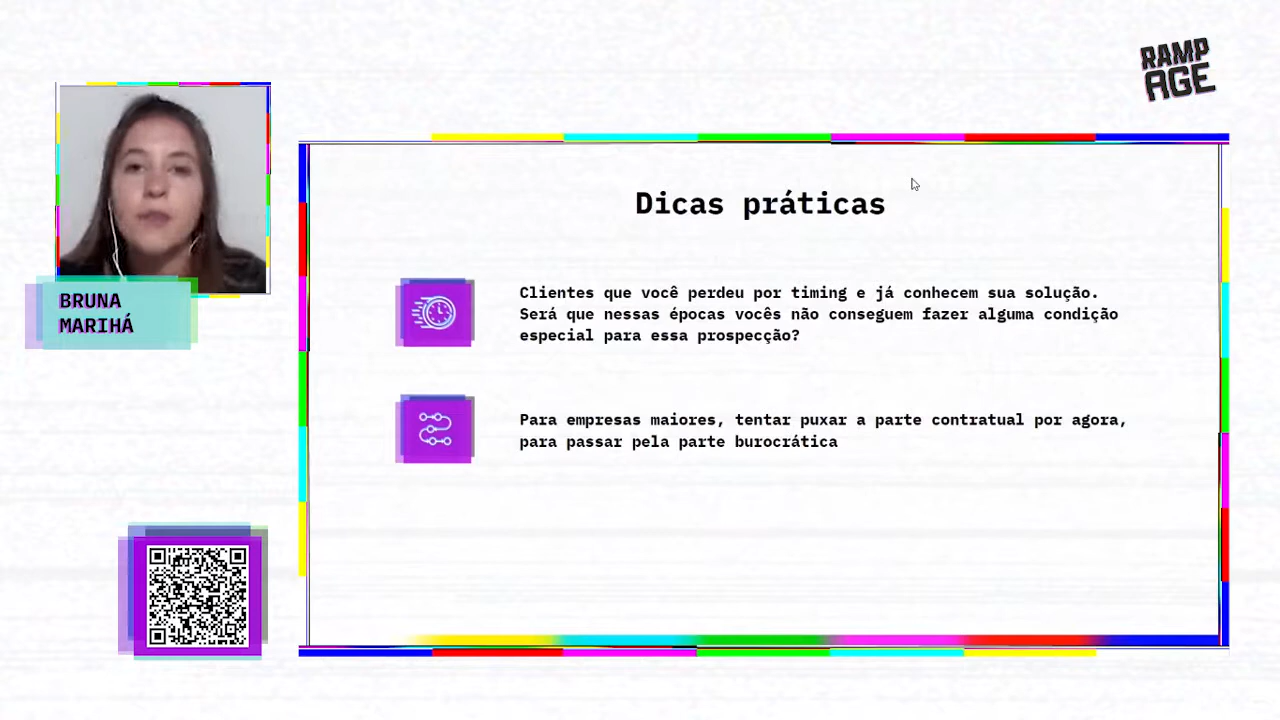 RAMP
AGE
BRUNA
MARIHÁ
Dicas práticas
Clientes que você perdeu por timing e já conhecem sua solução.
Será que nessas épocas vocês não conseguem fazer alguma condição
especial para essa prospecção?
Para empresas maiores, tentar puxar a parte contratual por agora,
para passar pela parte burocrática